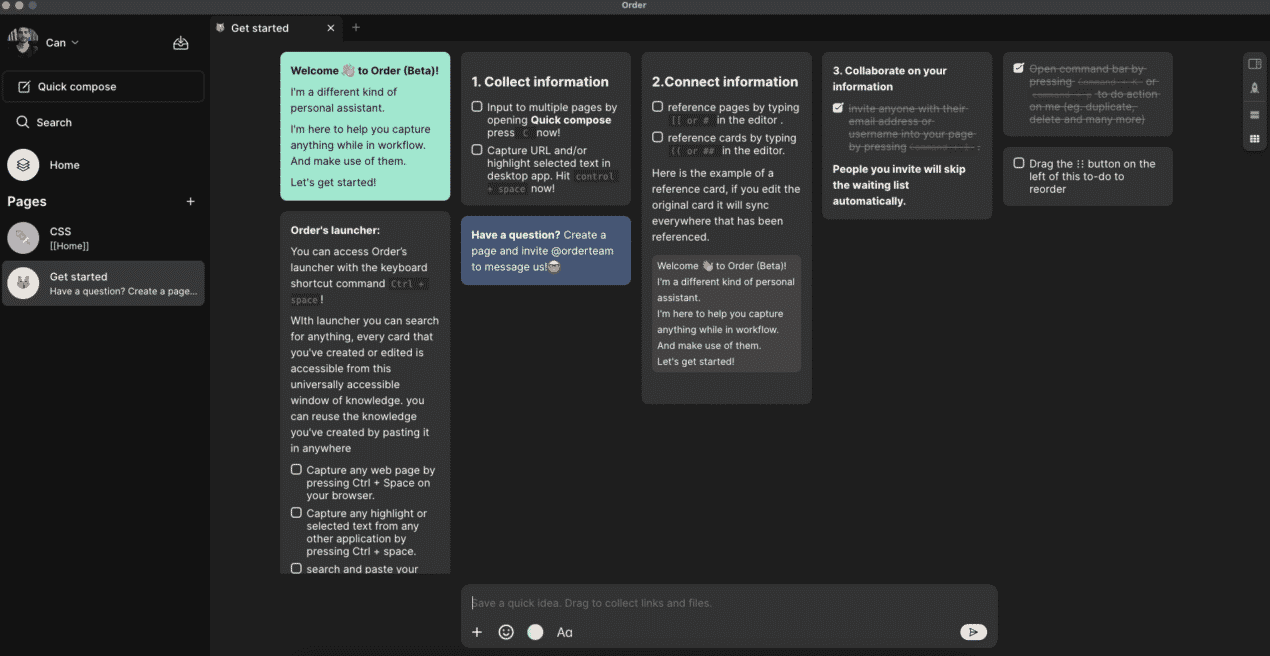 Order
Can
Quick compose
Search
Home
Pages
CSS
[[Home]]
Get started
Have a question? Create a page...
Get started
Welcome 👋 to Order (Beta)!
I'm a different kind of
personal assistant.
I'm here to help you capture
anything while in workflow.
And make use of them.
Let's get started!
Order's launcher:
You can access Order's
launcher with the keyboard
shortcut command Ctrl +
space!
WIth launcher you can search
for anything, every card that
you've created or edited is
accessible from this
universally accessible
window of knowledge. you
can reuse the knowledge
you've created by pasting it
in anywhere
Capture any web page by
pressing Ctrl + Space on
your browser.
Capture any highlight or
selected text from any
other application by
pressing Ctrl + space.
search and paste your
1. Collect information
Input to multiple pages by
opening Quick compose
press C now!
Capture URL and/or
highlight selected text in
desktop app. Hit control
+ space now!
Have a question? Create a
page and invite @orderteam
to message us!
2.Connect information
reference pages by typing
[[ or # in the editor .
reference cards by typing
{{ or ## in the editor.
Here is the example of a
reference card, if you edit the
original card it will sync
everywhere that has been
referenced.
Welcome 👋 to Order (Beta)!
I'm a different kind of personal
assistant.
I'm here to help you capture
anything while in workflow.
And make use of them.
Let's get started!
3. Collaborate on your
information
invite anyone with their
email address or
username into your page
by pressing command +
People you invite will skip
the waiting list
automatically.
Open command bar by
pressing Command + K or
command + p to do action
on me (eg. duplicate,
delete and many more)
Drag the ⁝⁝ button on the
left of this to-do to
reorder
Save a quick idea. Drag to collect links and files.
Aa